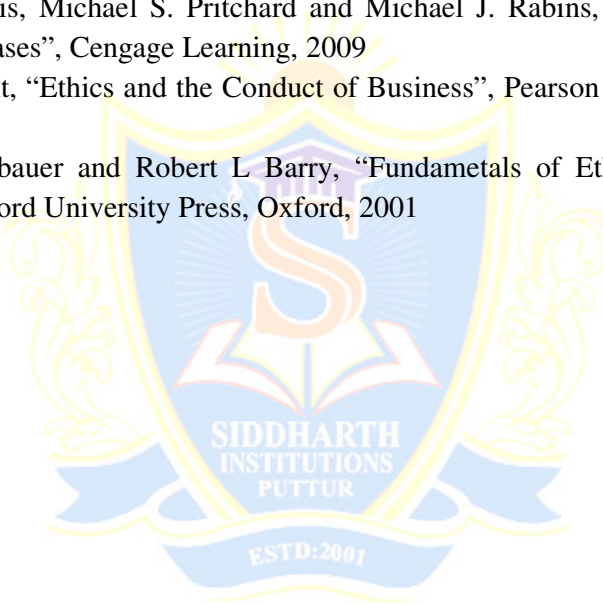 is, Michael S. Pritchard and Michael J. Rabins,
ases”, Cengage Learning, 2009
t, “Ethics and the Conduct of Business”, Pearson
bauer and Robert L Barry, “Fundametals of Et
ord University Press, Oxford, 2001
S
SIDDHARTH
INSTITUTIONS
PUTTUR
ESTD:2001